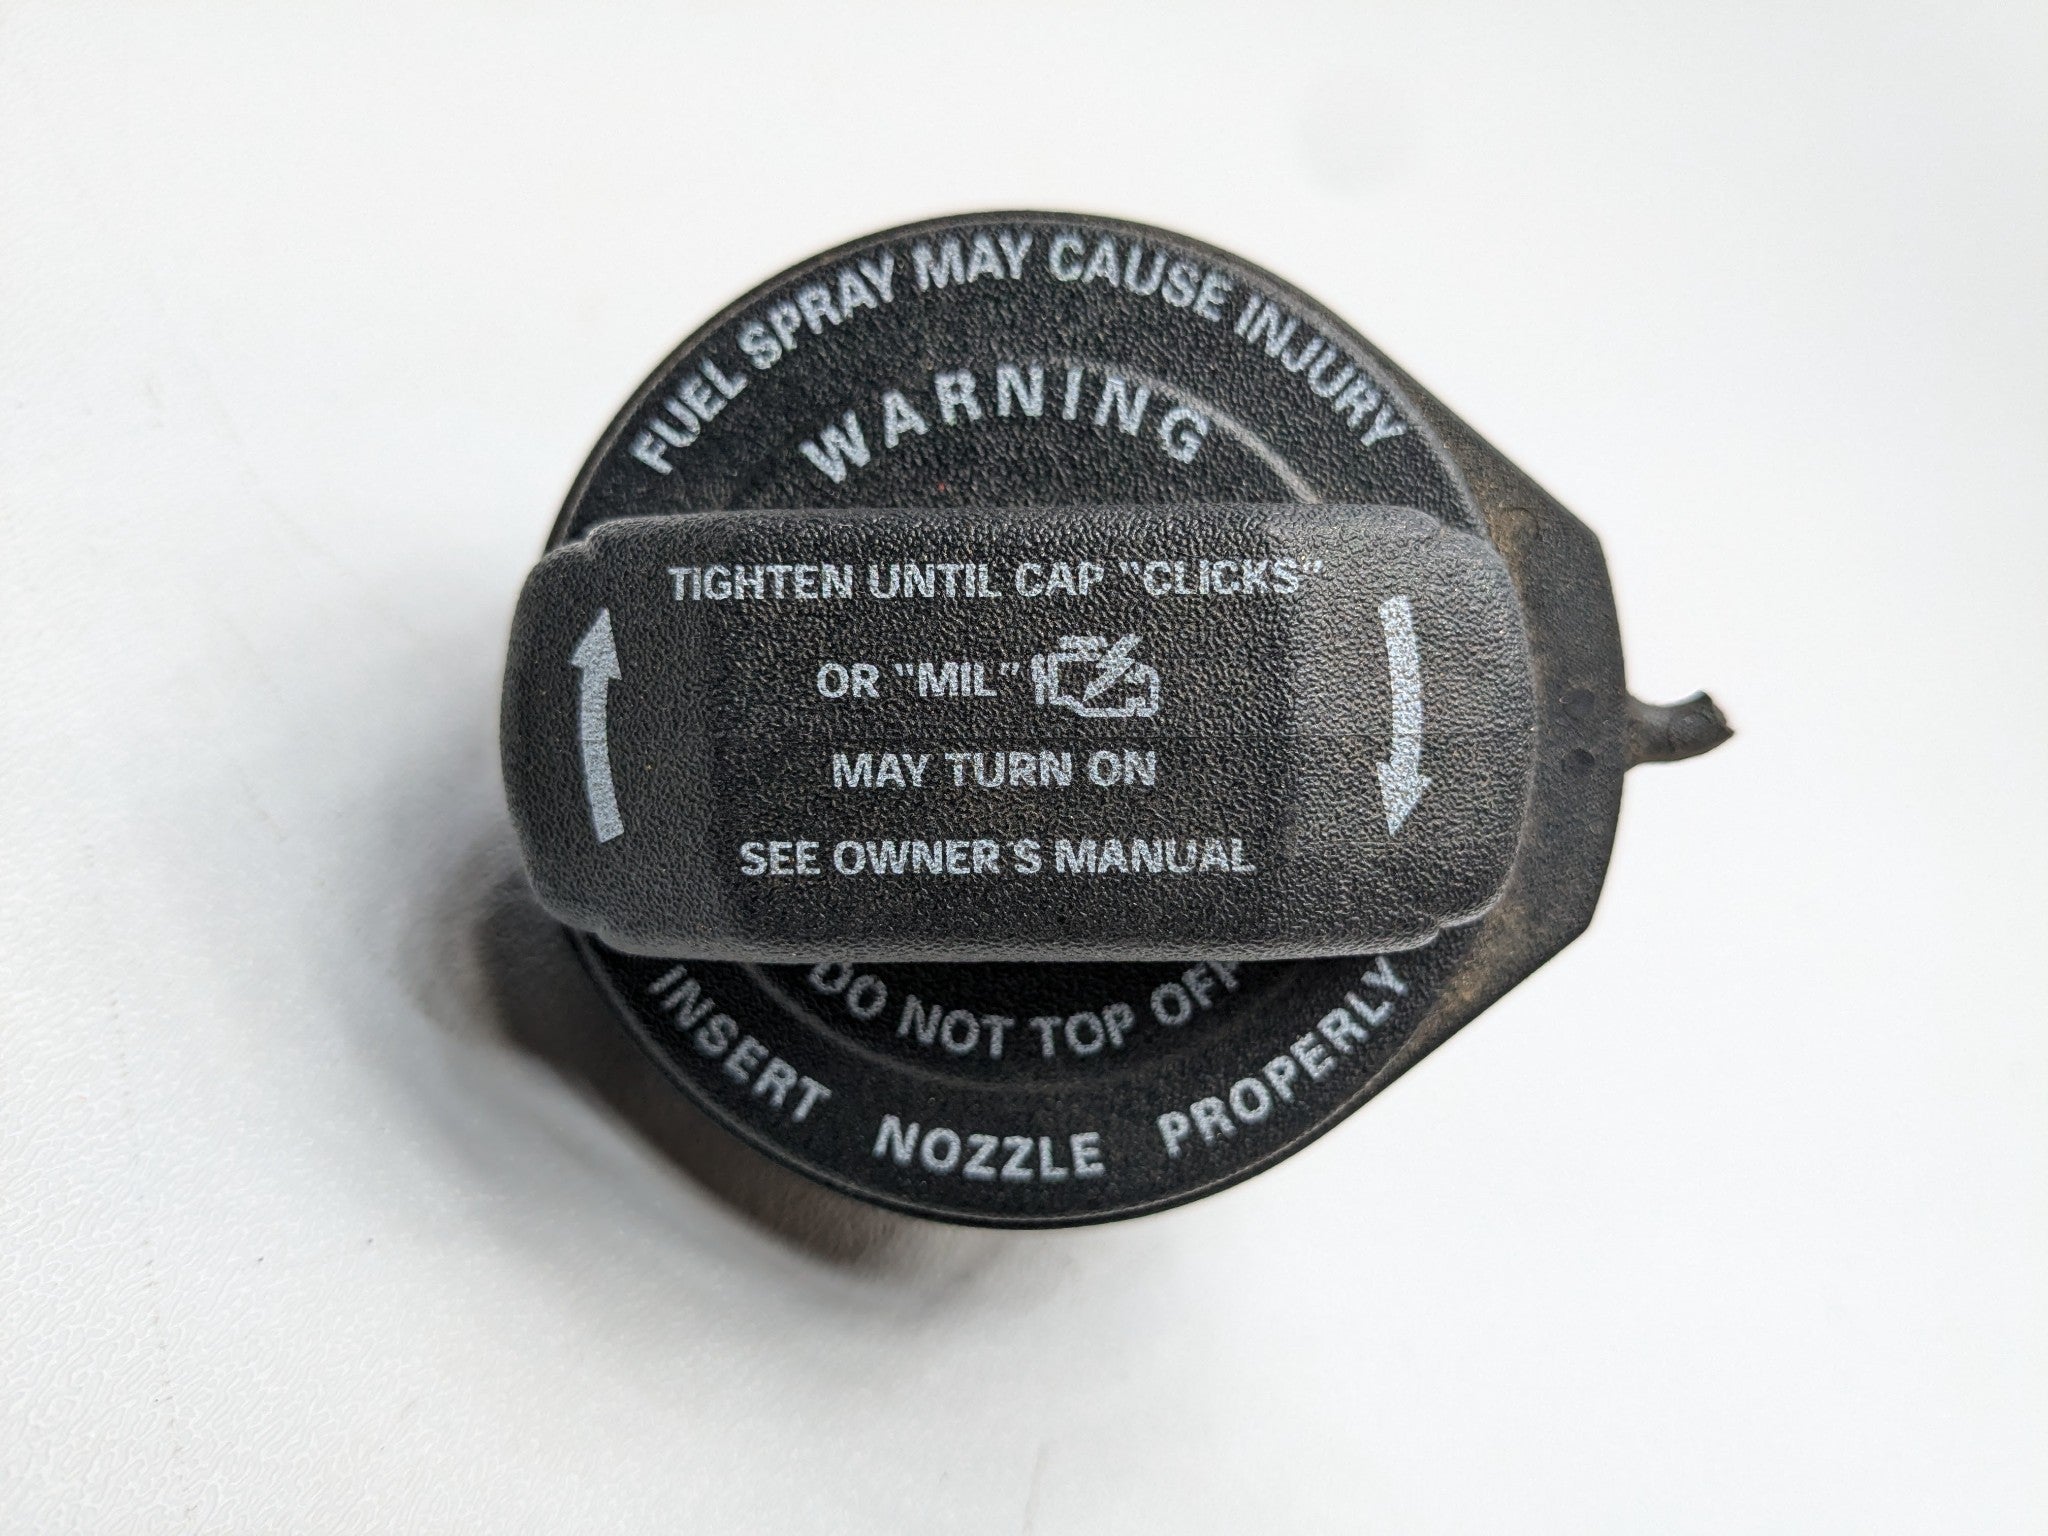 FUEL SPRAY MAY CAUSE INJURY
WARNING
TIGHTEN UNTIL CAP "CLICKS"
OR "MIL"
MAY TURN ON
SEE OWNER'S MANUAL
DO NOT TOP OFF
INSERT NOZZLE PROPERLY